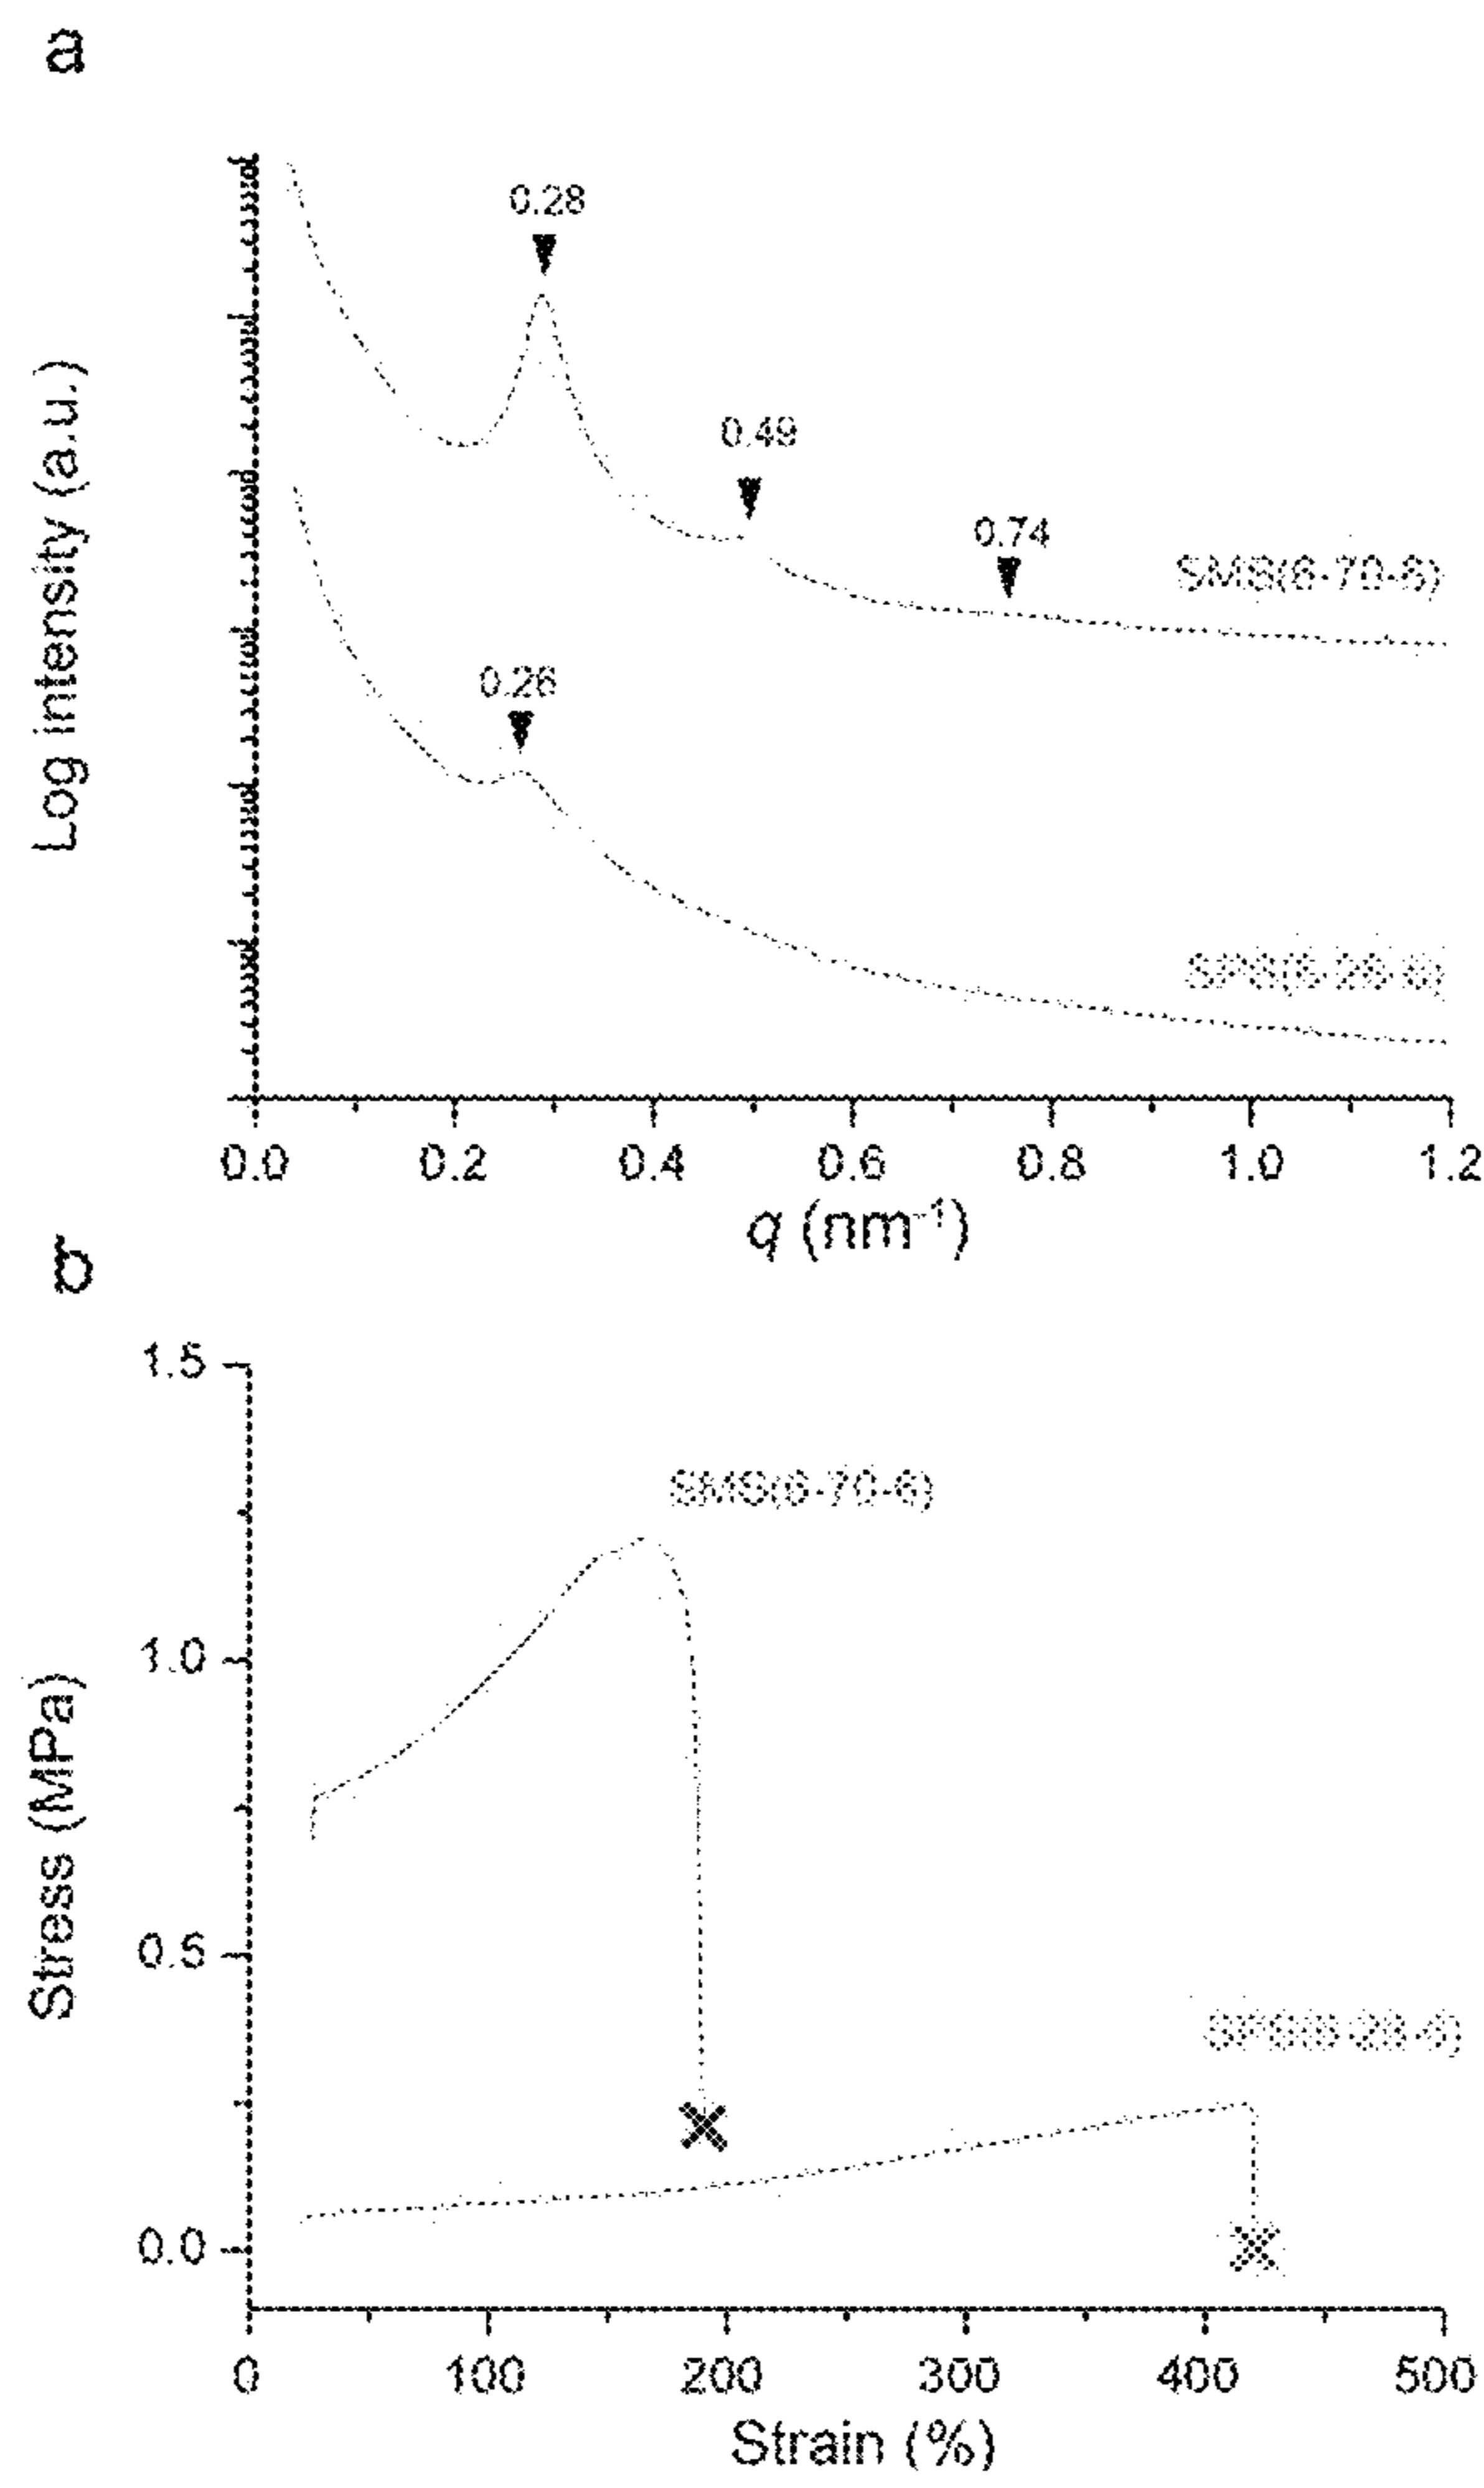 a
0.28
0.49
0.74
SMS(6-70-6)
0.26
Log intensity (a.u.)
0.0 0.2 0.4 0.6 0.8 1.0 1.2
q (nm⁻¹)
1.5
SMS(6-70-6)
1.0
Stress (MPa)
0.5
0.0
0 100 200 300 400 500
Strain (%)